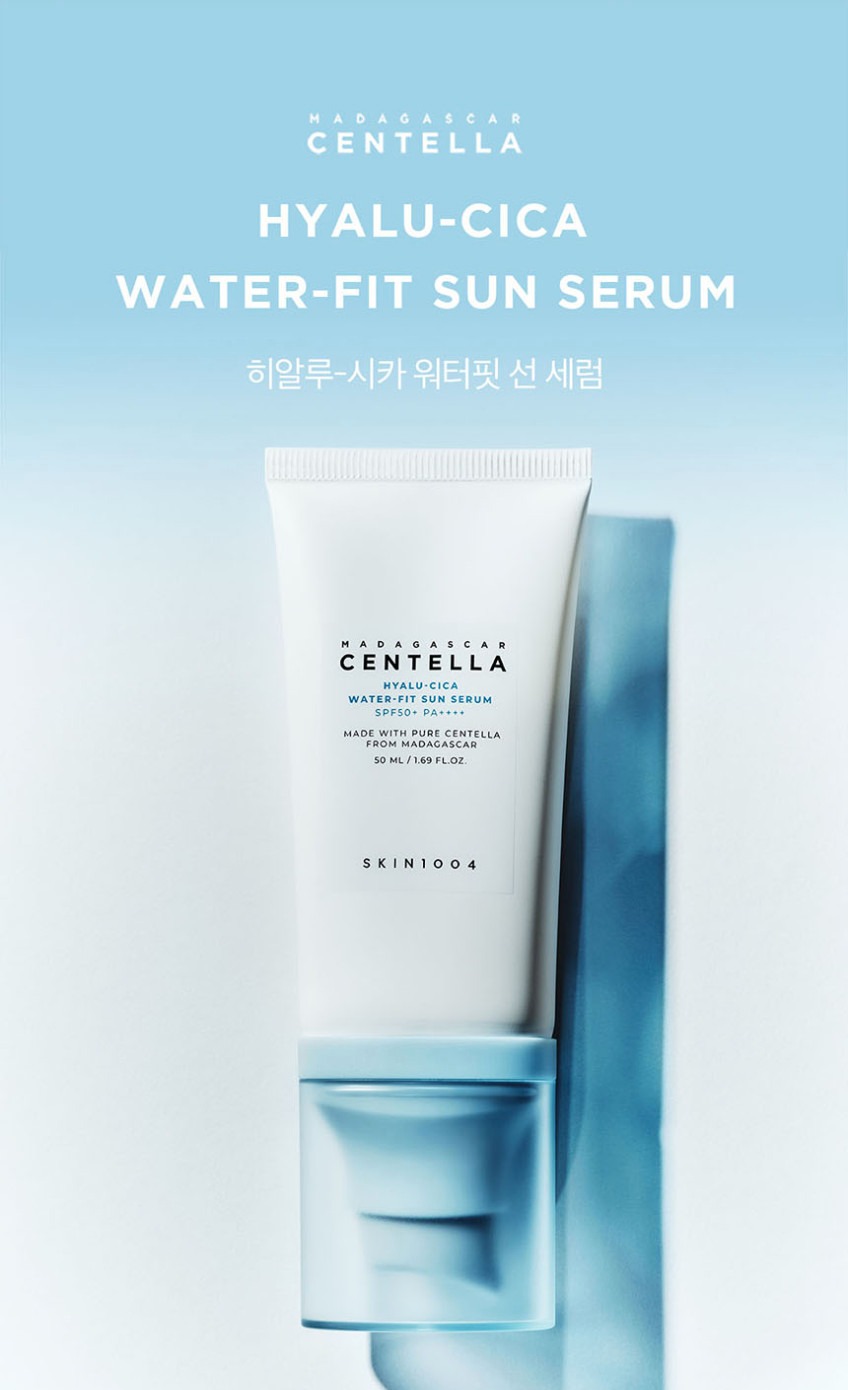 MADAGASCAR
CENTELLA
HYALU-CICA
WATER-FIT SUN SERUM
히알루-시카 워터핏 선 세럼
MADAGASCAR
CENTELLA
HYALU-CICA
WATER-FIT SUN SERUM
SPF50+ PA++++
MADE WITH PURE CENTELLA
FROM MADAGASCAR
50 ML / 1.69 FL.OZ.
SKIN1004